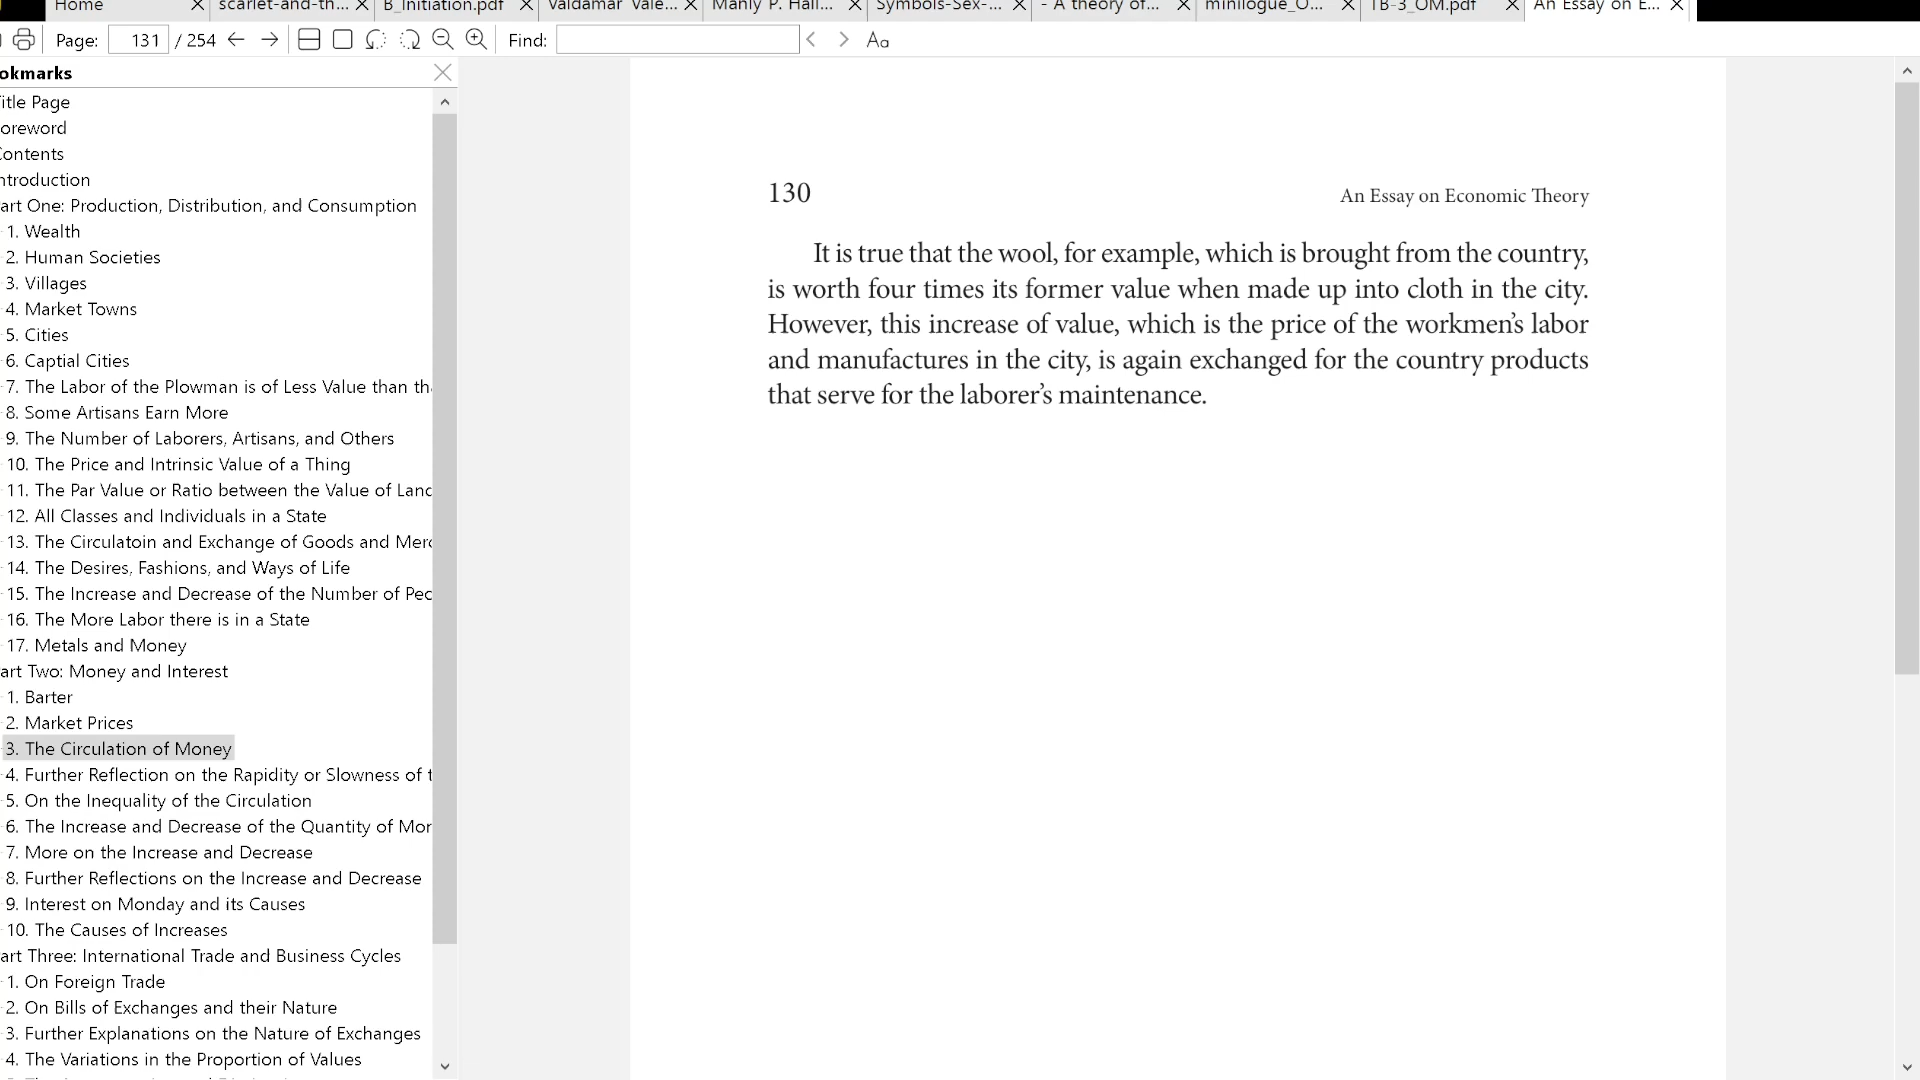 Home
scarlet-and-th...
B_Initiation.pdf
Valdamar Vale...
Manly P. Hall...
Symbols-Sex-...
- A theory of...
minilogue_O...
TB-3_OM.pdf
An Essay on E...
Page: 131 / 254
Find:
Aa
okmarks
itle Page
oreword
Contents
ntroduction
art One: Production, Distribution, and Consumption
1. Wealth
2. Human Societies
3. Villages
4. Market Towns
5. Cities
6. Captial Cities
7. The Labor of the Plowman is of Less Value than th
8. Some Artisans Earn More
9. The Number of Laborers, Artisans, and Others
10. The Price and Intrinsic Value of a Thing
11. The Par Value or Ratio between the Value of Lanc
12. All Classes and Individuals in a State
13. The Circulatoin and Exchange of Goods and Merc
14. The Desires, Fashions, and Ways of Life
15. The Increase and Decrease of the Number of Pec
16. The More Labor there is in a State
17. Metals and Money
art Two: Money and Interest
1. Barter
2. Market Prices
3. The Circulation of Money
4. Further Reflection on the Rapidity or Slowness of t
5. On the Inequality of the Circulation
6. The Increase and Decrease of the Quantity of Mor
7. More on the Increase and Decrease
8. Further Reflections on the Increase and Decrease
9. Interest on Monday and its Causes
10. The Causes of Increases
art Three: International Trade and Business Cycles
1. On Foreign Trade
2. On Bills of Exchanges and their Nature
3. Further Explanations on the Nature of Exchanges
4. The Variations in the Proportion of Values
130
An Essay on Economic Theory
It is true that the wool, for example, which is brought from the country,
is worth four times its former value when made up into cloth in the city.
However, this increase of value, which is the price of the workmen's labor
and manufactures in the city, is again exchanged for the country products
that serve for the laborer's maintenance.